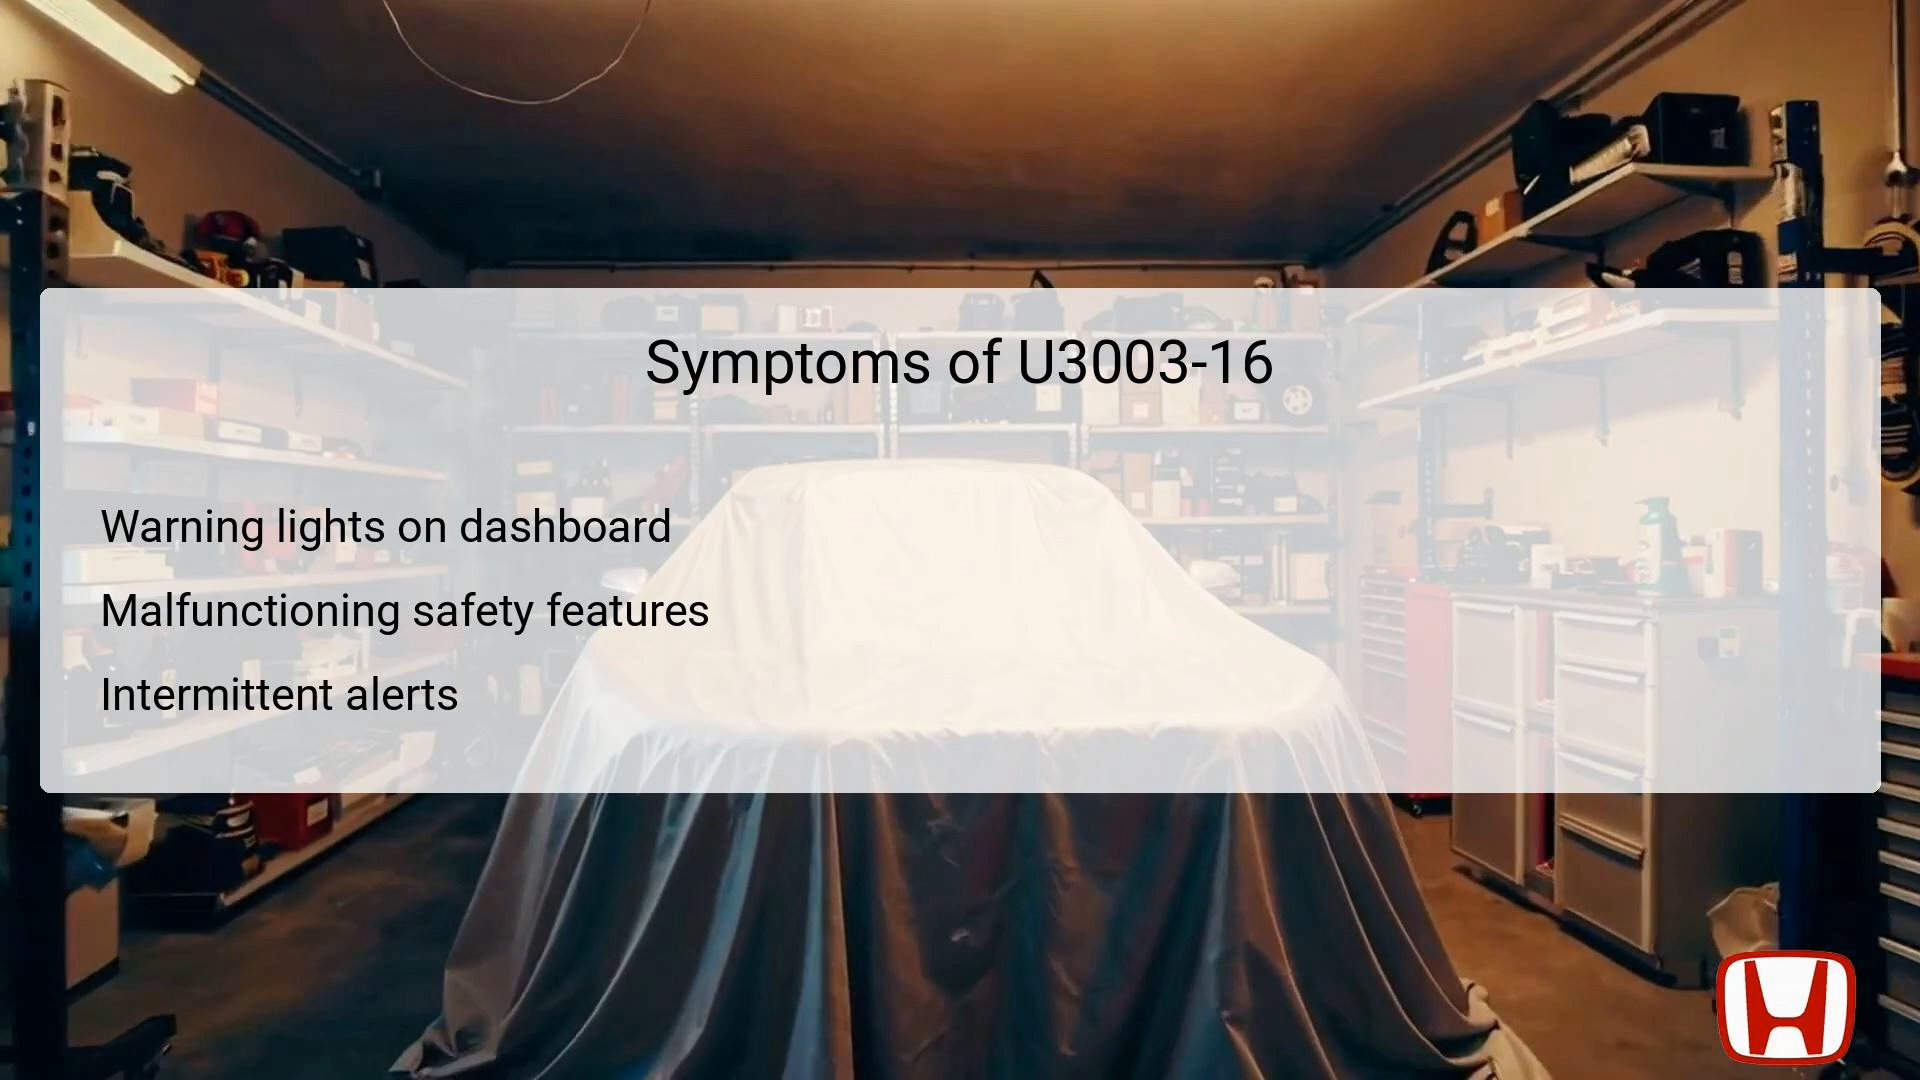 Symptoms of U3003-16
Warning lights on dashboard
Malfunctioning safety features
Intermittent alerts